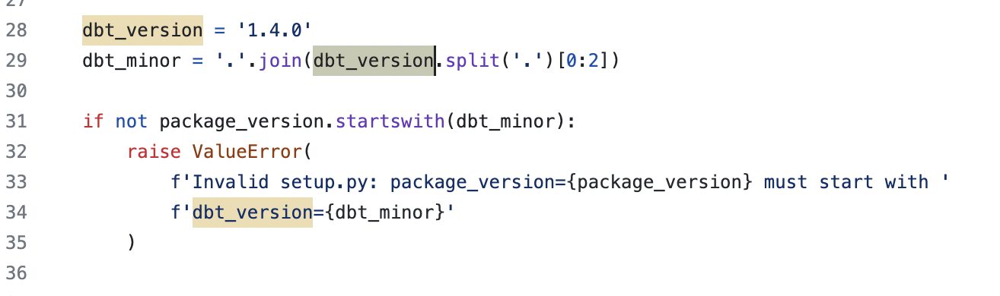 27
28 dbt_version = '1.4.0'
29 dbt_minor = '.'.join(dbt_version.split('.')[0:2])
30
31 if not package_version.startswith(dbt_minor):
32 raise ValueError(
33 f'Invalid setup.py: package_version={package_version} must start with '
34 f'dbt_version={dbt_minor}'
35 )
36